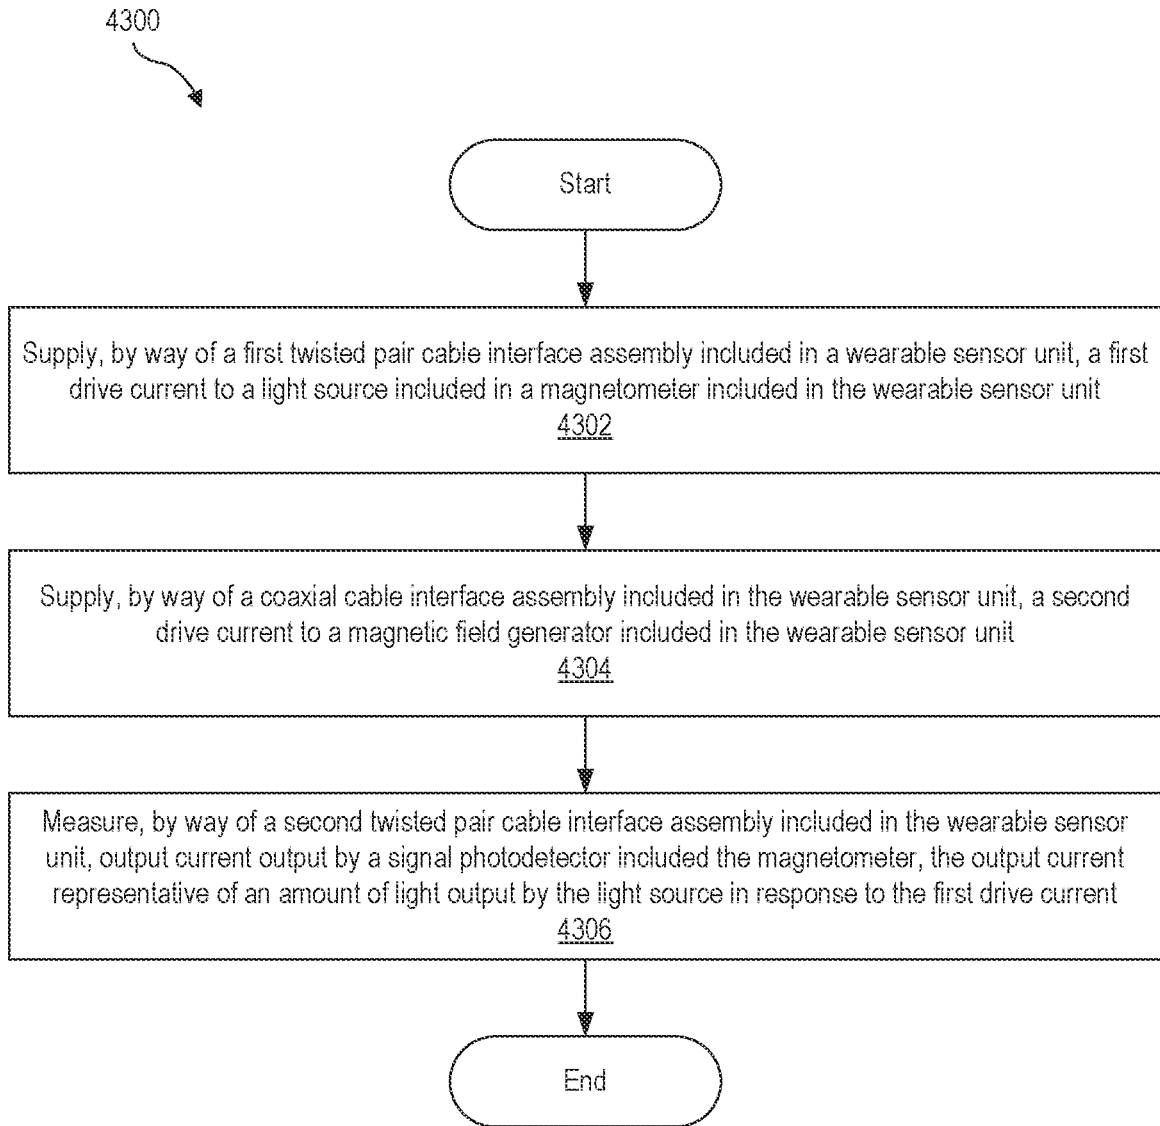 4300
Start
Supply, by way of a first twisted pair cable interface assembly included in a wearable sensor unit, a first
drive current to a light source included in a magnetometer included in the wearable sensor unit
4302
Supply, by way of a coaxial cable interface assembly included in the wearable sensor unit, a second
drive current to a magnetic field generator included in the wearable sensor unit
4304
Measure, by way of a second twisted pair cable interface assembly included in the wearable sensor
unit, output current output by a signal photodetector included the magnetometer, the output current
representative of an amount of light output by the light source in response to the first drive current
4306
End